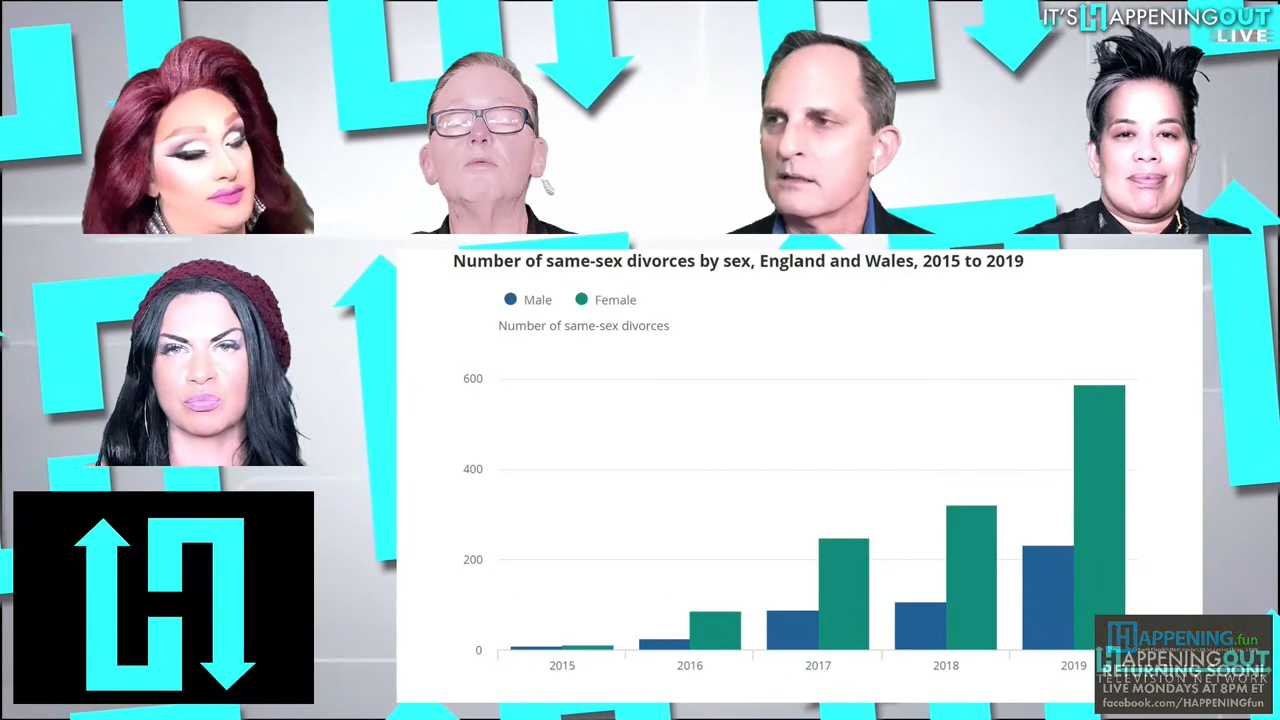 IT'S HAPPENINGOUT
LIVE
Number of same-sex divorces by sex, England and Wales, 2015 to 2019
Male
Female
Number of same-sex divorces
600
400
200
0
2015
2016
2017
2018
2019
H
HAPPENING.fun
HAPPENINGOUT
RETURNING SOON!
TELEVISION NETWORK
LIVE MONDAYS AT 8PM ET
facebook.com/HAPPENINGfun